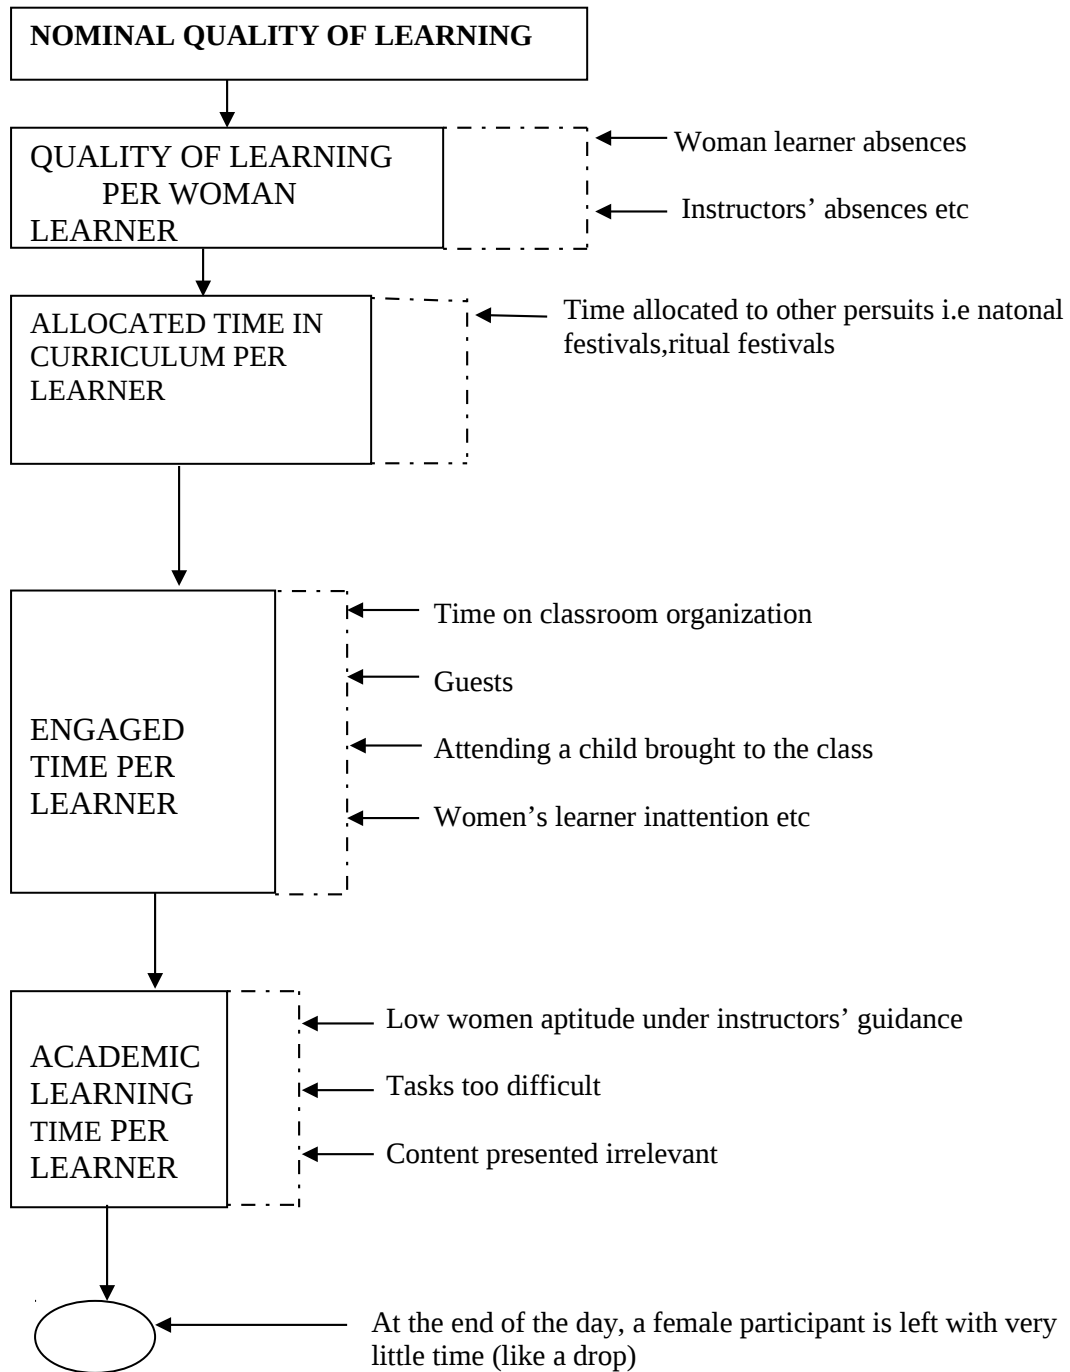 NOMINAL QUALITY OF LEARNING
QUALITY OF LEARNING
PER WOMAN
LEARNER
Woman learner absences
Instructors’ absences etc
ALLOCATED TIME IN
CURRICULUM PER
LEARNER
Time allocated to other persuits i.e natonal
festivals,ritual festivals
ENGAGED
TIME PER
LEARNER
Time on classroom organization
Guests
Attending a child brought to the class
Women’s learner inattention etc
ACADEMIC
LEARNING
TIME PER
LEARNER
Low women aptitude under instructors’ guidance
Tasks too difficult
Content presented irrelevant
At the end of the day, a female participant is left with very
little time (like a drop)